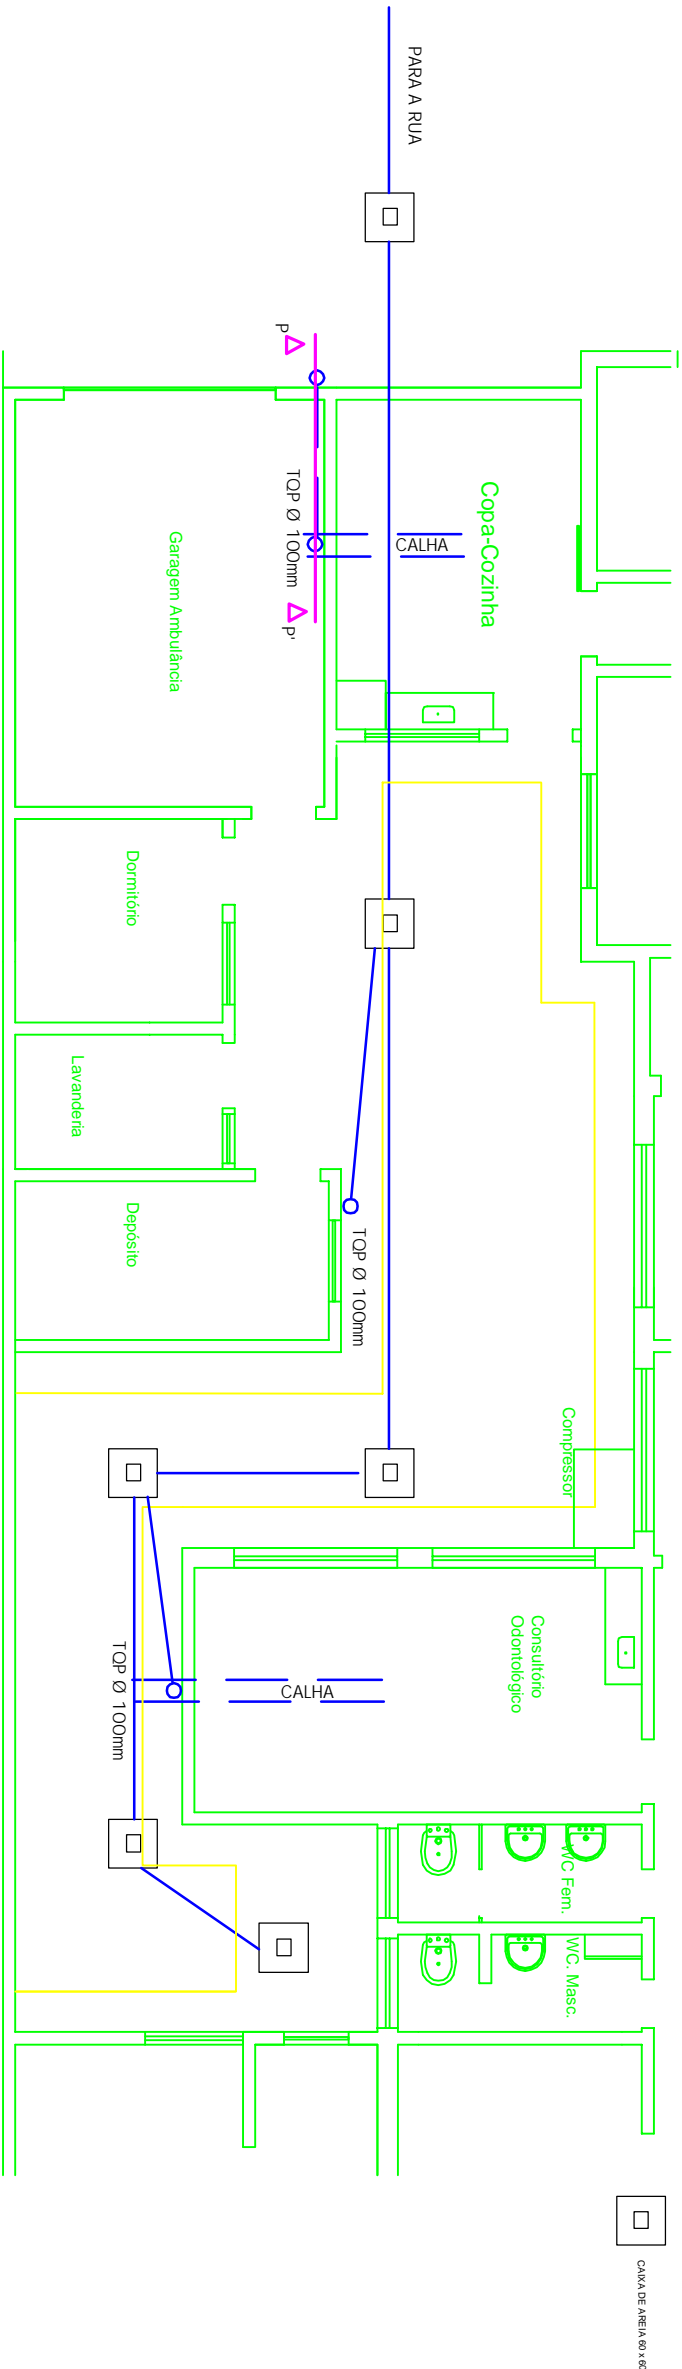 PARA A RUA
P
TQP Ø 100mm
CALHA
Copa-Cozinha
Garagem Ambulância
P'
Dormitório
Lavanderia
Depósito
TQP Ø 100mm
Compressor
Consultório
Odontológico
CALHA
TQP Ø 100mm
WC Fem.
WC. Masc.
CAIXA DE AREIA 60 x 60